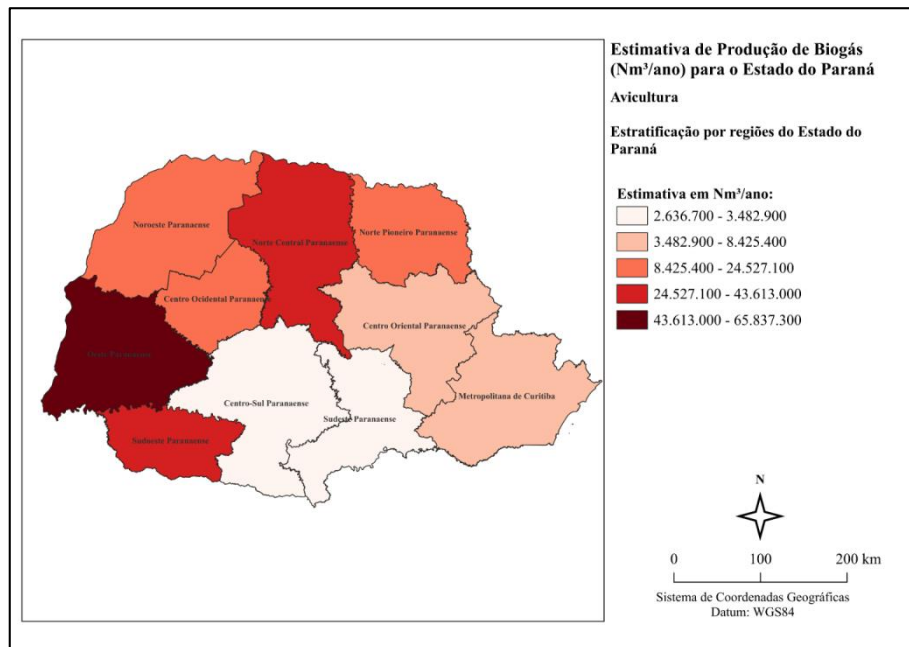 Estimativa de Produção de Biogás
(Nm³/ano) para o Estado do Paraná
Avicultura
Estratificação por regiões do Estado do
Paraná
Estimativa em Nm³/ano:
2.636.700 - 3.482.900
3.482.900 - 8.425.400
8.425.400 - 24.527.100
24.527.100 - 43.613.000
43.613.000 - 65.837.300
Noroeste Paranaense
Norte Central Paranaense
Norte Pioneiro Paranaense
Centro Ocidental Paranaense
Centro Oriental Paranaense
Oeste Paranaense
Metropolitana de Curitiba
Centro-Sul Paranaense
Sudeste Paranaense
Sudoeste Paranaense
N
0 100 200 km
Sistema de Coordenadas Geográficas
Datum: WGS84